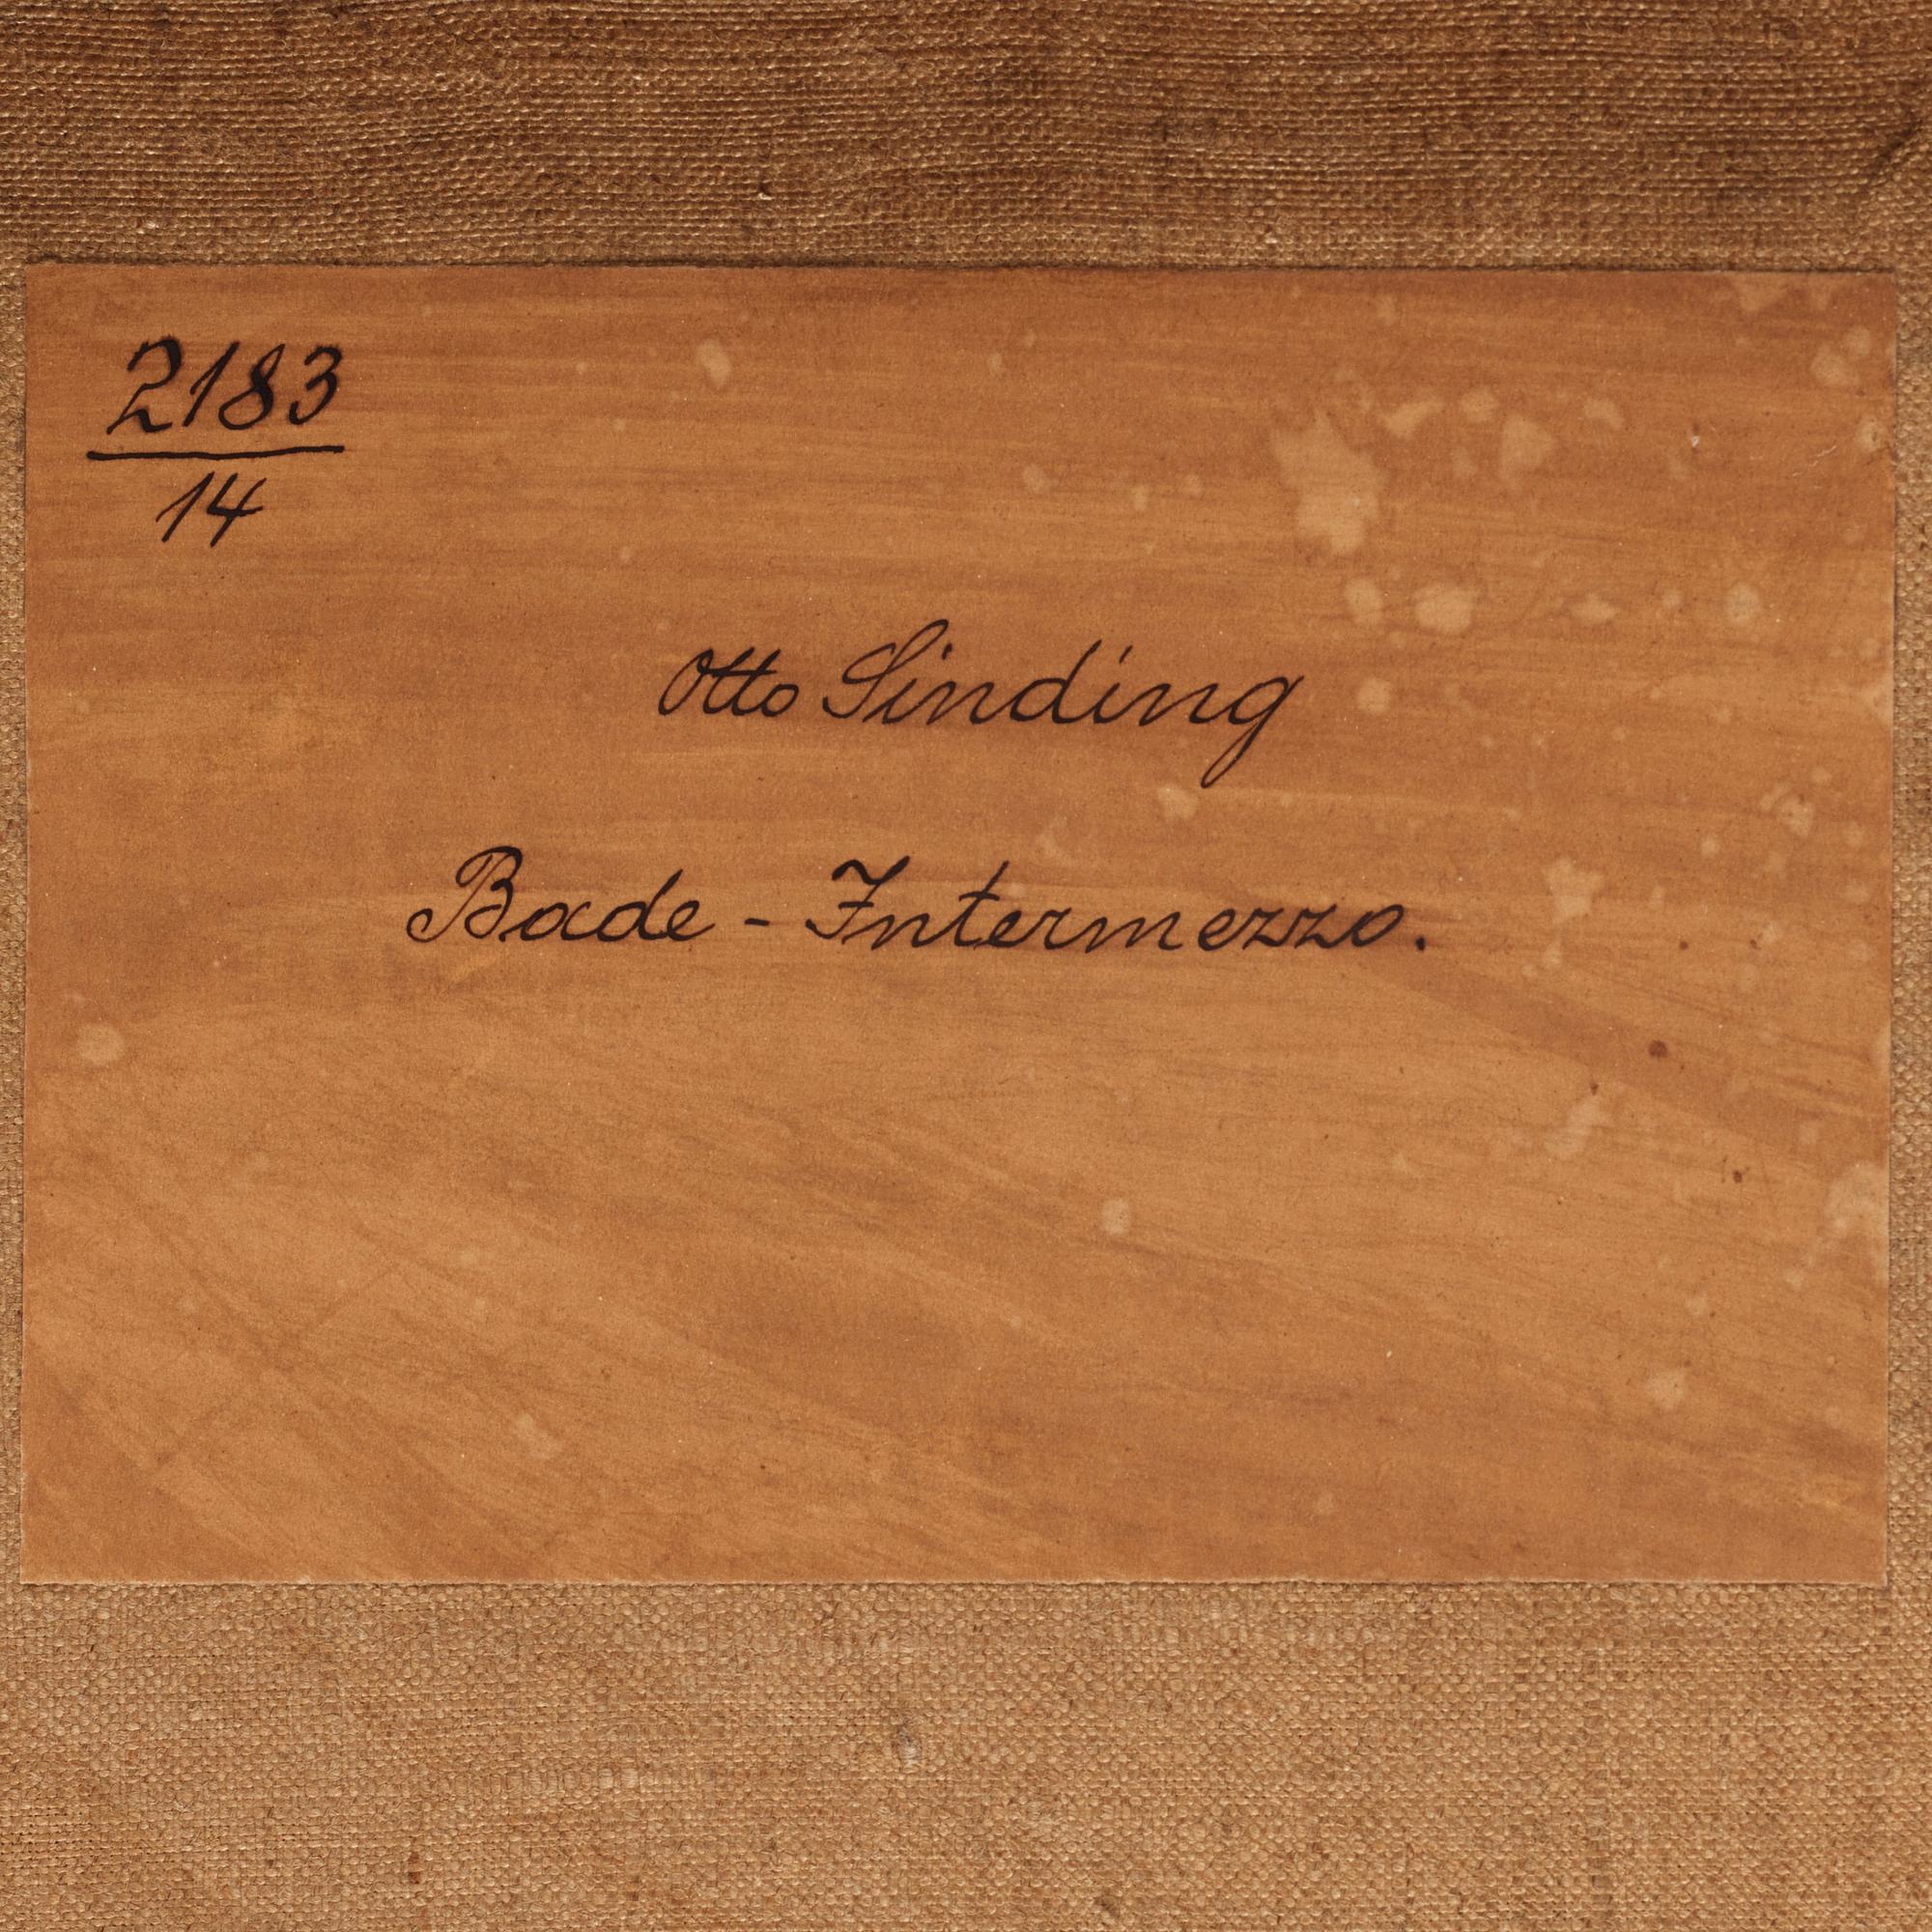 2183
14
Otto Sinding
Bade - Intermezzo.